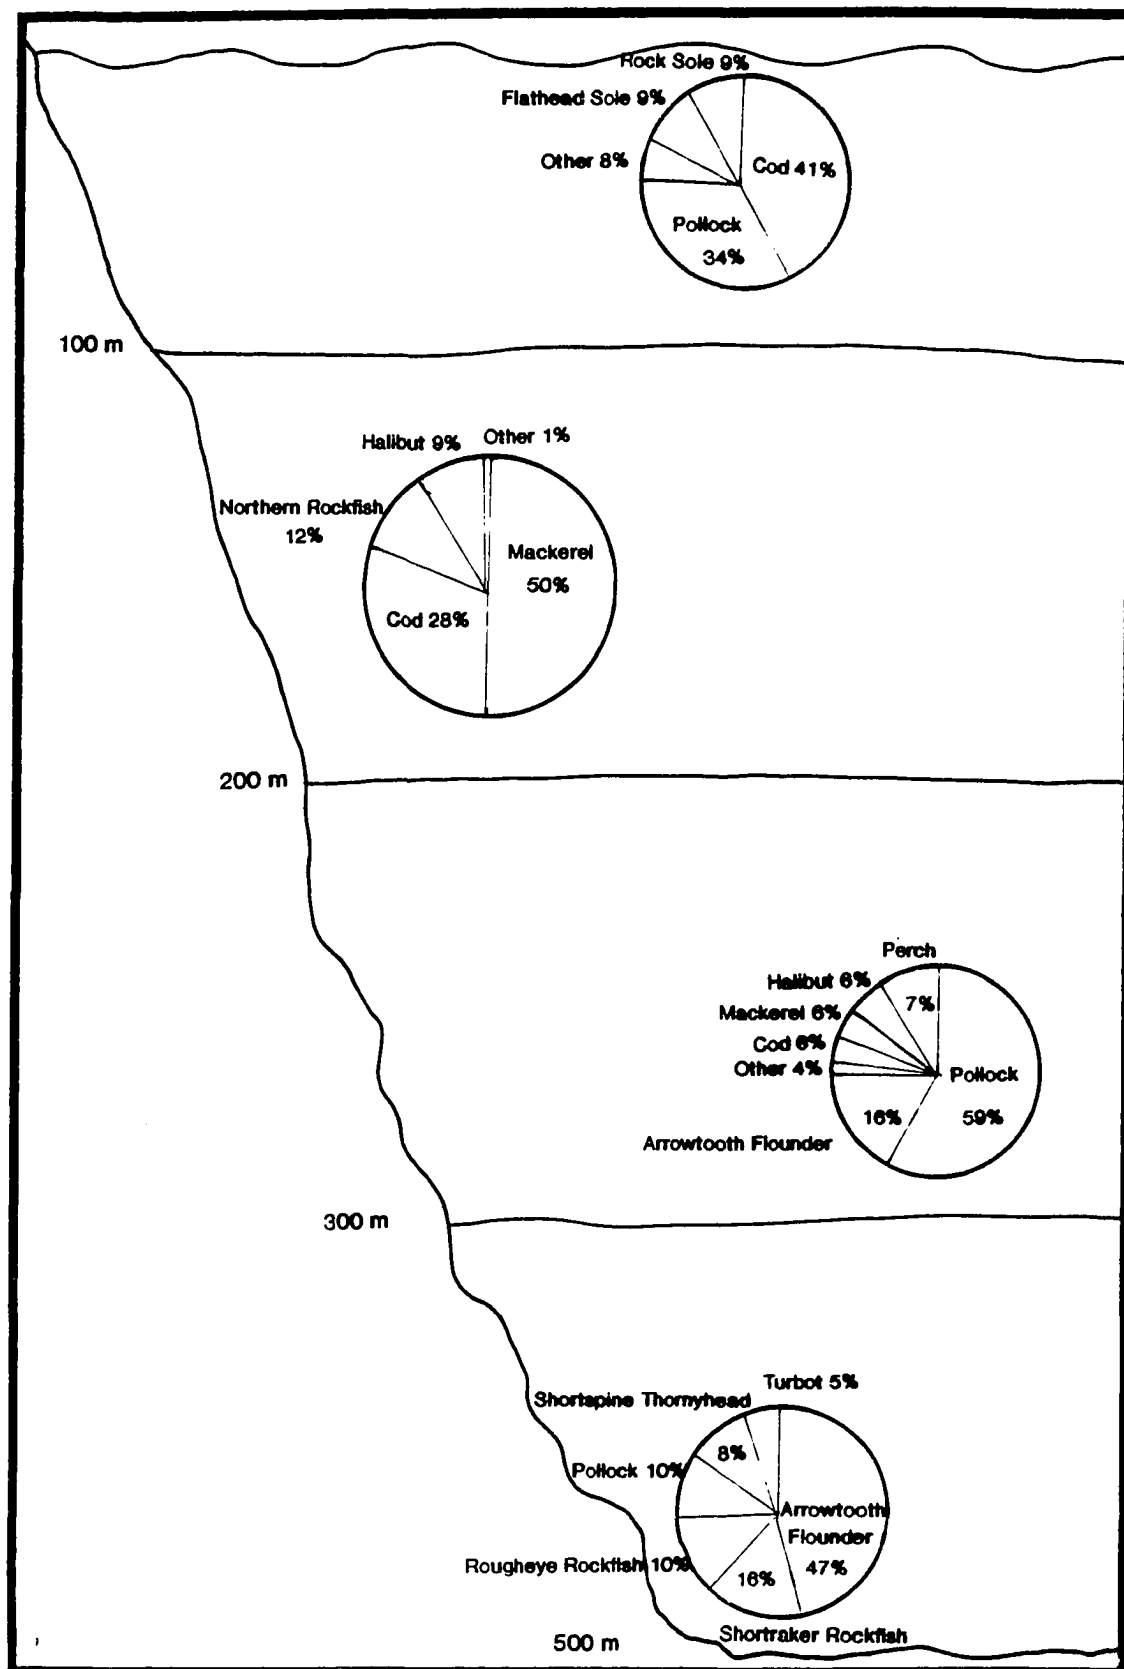 Rock Sole 9%
Flathead Sole 9%
Other 8%
Cod 41%
Pollock
34%
100 m
Halibut 9%
Other 1%
Northern Rockfish
12%
Mackerel
50%
Cod 28%
200 m
Perch
Halibut 6%
7%
Mackerel 6%
Cod 6%
Other 4%
Pollock
16%
59%
Arrowtooth Flounder
300 m
Turbot 5%
Shortspine Thornyhead
8%
Pollock 10%
Arrowtooth
Flounder
47%
Rougheye Rockfish 10%
16%
Shortraker Rockfish
500 m